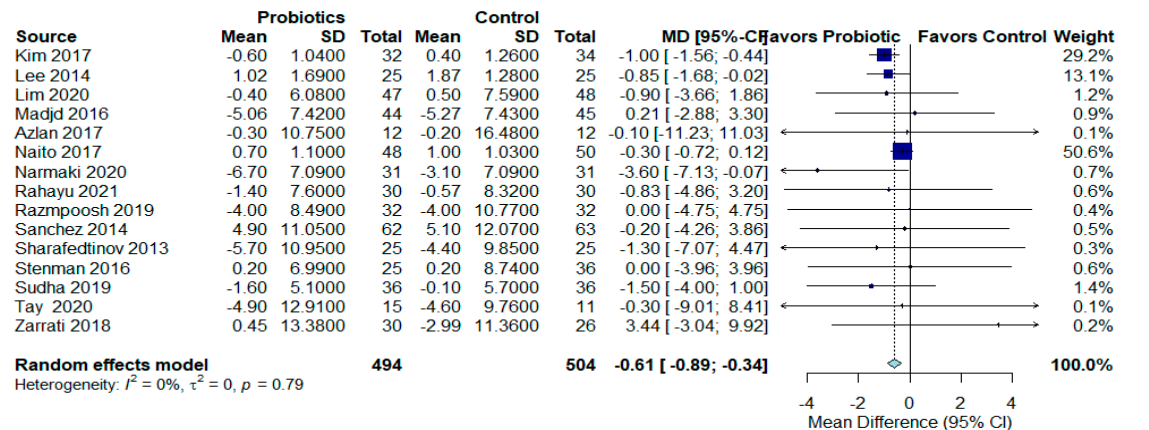 Probiotics Control
Source Mean SD Total Mean SD Total MD [95%-CI] Favors Probiotic Favors Control Weight
Kim 2017 -0.60 1.0400 32 0.40 1.2600 34 -1.00 [ -1.56; -0.44] 29.2%
Lee 2014 1.02 1.6900 25 1.87 1.2800 25 -0.85 [ -1.68; -0.02] 13.1%
Lim 2020 -0.40 6.0800 47 0.50 7.5900 48 -0.90 [ -3.66; 1.86] 1.2%
Madjd 2016 -5.06 7.4200 44 -5.27 7.4300 45 0.21 [ -2.88; 3.30] 0.9%
Azlan 2017 -0.30 10.7500 12 -0.20 16.4800 12 -0.10 [-11.23; 11.03] 0.1%
Naito 2017 0.70 1.1000 48 1.00 1.0300 50 -0.30 [ -0.72; 0.12] 50.6%
Narmaki 2020 -6.70 7.0900 31 -3.10 7.0900 31 -3.60 [ -7.13; -0.07] 0.7%
Rahayu 2021 -1.40 7.6000 30 -0.57 8.3200 30 -0.83 [ -4.86; 3.20] 0.6%
Razmpoosh 2019 -4.00 8.4900 32 -4.00 10.7700 32 0.00 [ -4.75; 4.75] 0.4%
Sanchez 2014 4.90 11.0500 62 5.10 12.0700 63 -0.20 [ -4.26; 3.86] 0.5%
Sharafedtinov 2013 -5.70 10.9500 25 -4.40 9.8500 25 -1.30 [ -7.07; 4.47] 0.3%
Stenman 2016 0.20 6.9900 25 0.20 8.7400 36 0.00 [ -3.96; 3.96] 0.6%
Sudha 2019 -1.60 5.1000 36 -0.10 5.7000 36 -1.50 [ -4.00; 1.00] 1.4%
Tay 2020 -4.90 12.9100 15 -4.60 9.7600 11 -0.30 [ -9.01; 8.41] 0.1%
Zarrati 2018 0.45 13.3800 30 -2.99 11.3600 26 3.44 [ -3.04; 9.92] 0.2%
Random effects model 494 504 -0.61 [ -0.89; -0.34] 100.0%
Heterogeneity: I² = 0%, τ² = 0, p = 0.79
-4 -2 0 2 4
Mean Difference (95% CI)